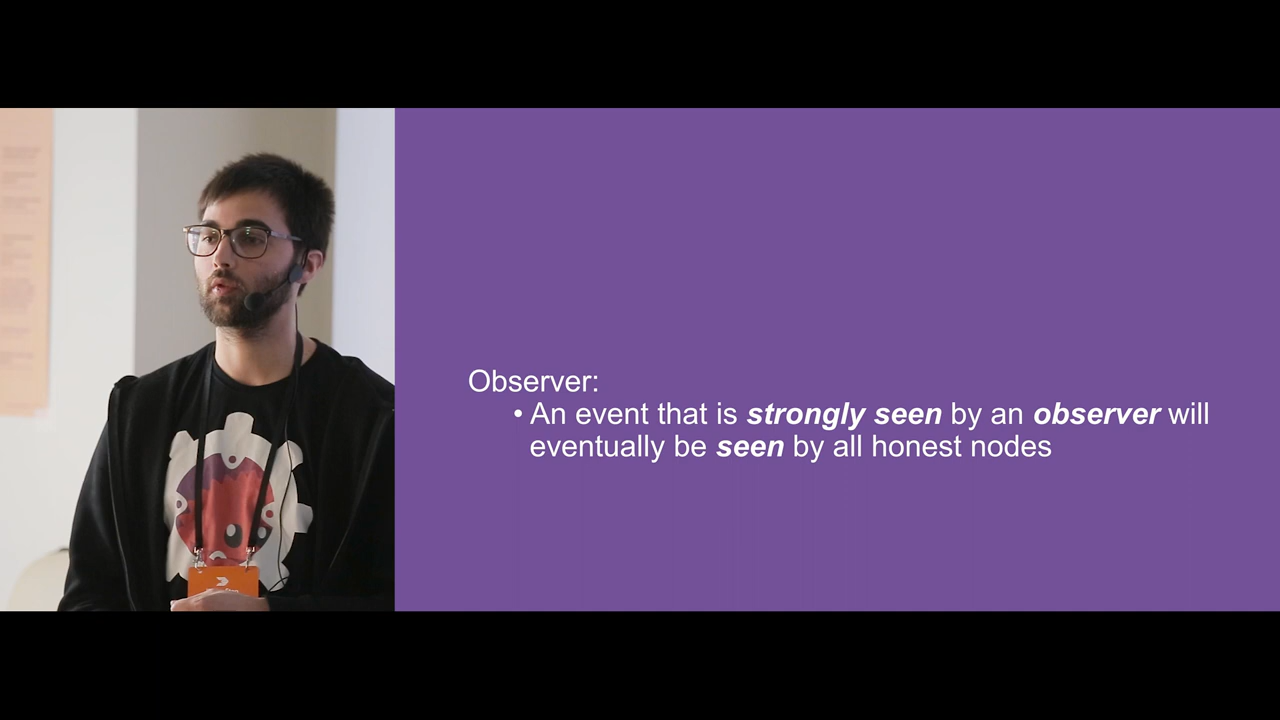 Observer:
• An event that is strongly seen by an observer will
eventually be seen by all honest nodes